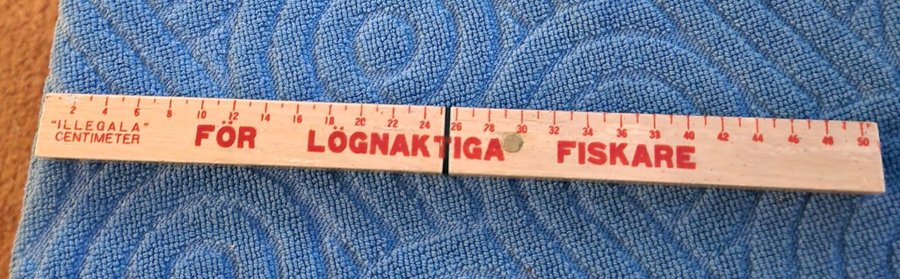 2 4 6 8 10 12 14 16 18 20 22 24 26 28 30 32 34 36 38 40 42 44 46 48 50
"ILLEGALA"
CENTIMETER
FÖR LÖGNAKTIGA FISKARE